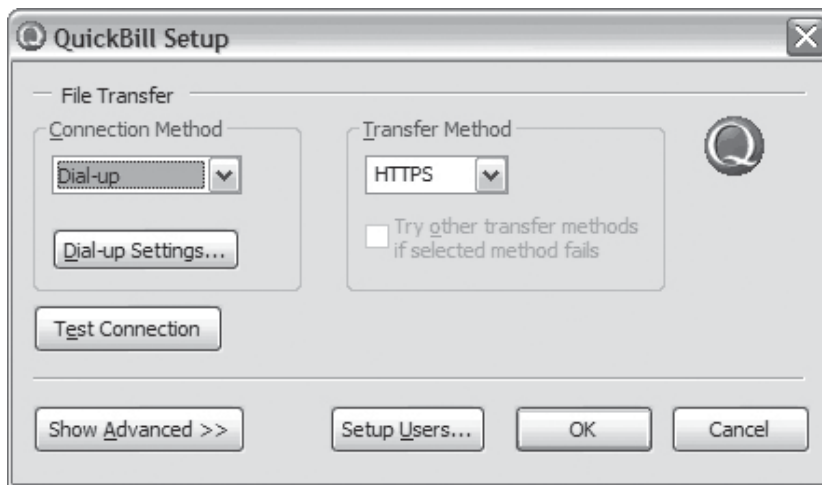 QuickBill Setup
File Transfer
Connection Method
Dial-up
Dial-up Settings...
Transfer Method
HTTPS
Try other transfer methods
if selected method fails
Q
Test Connection
Show Advanced >>
Setup Users...
OK
Cancel